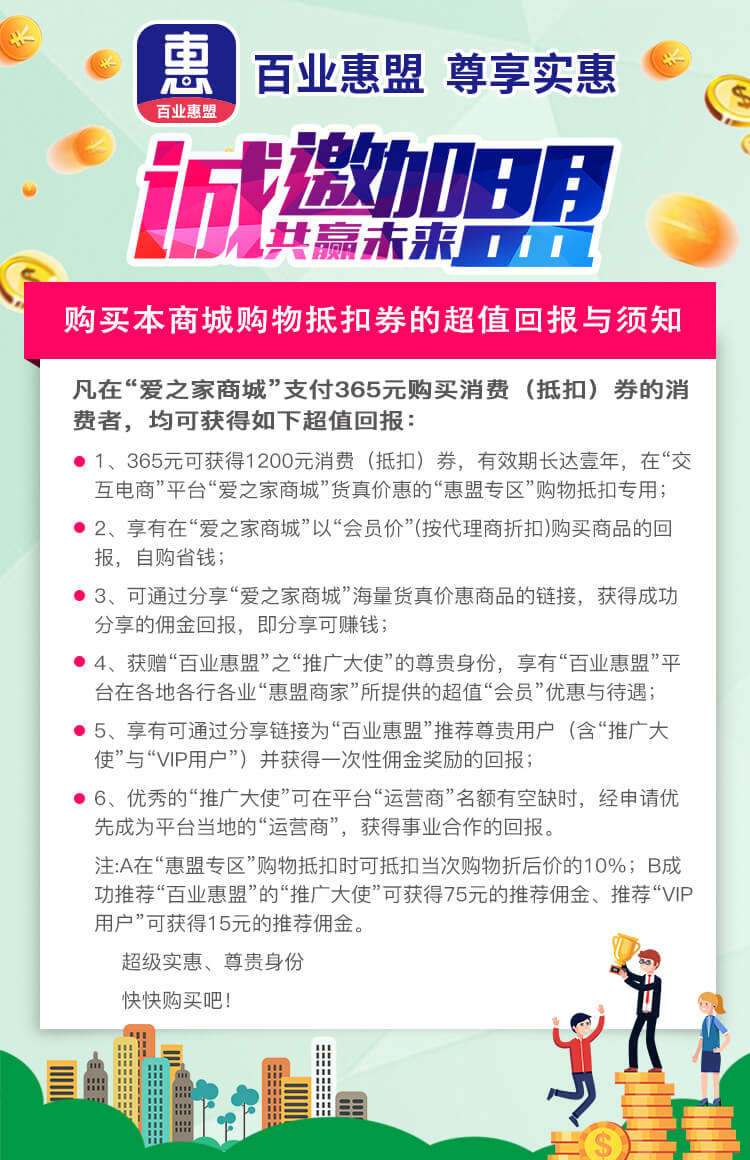 惠
百业惠盟
百业惠盟 尊享实惠
诚邀加盟
共赢未来
购买本商城购物抵扣券的超值回报与须知
凡在“爱之家商城”支付365元购买消费（抵扣）券的消
费者，均可获得如下超值回报：
1、365元可获得1200元消费（抵扣）券，有效期长达壹年，在“交
互电商”平台“爱之家商城”货真价惠的“惠盟专区”购物抵扣专用；
2、享有在“爱之家商城”以“会员价”(按代理商折扣)购买商品的回
报，自购省钱；
3、可通过分享“爱之家商城”海量货真价惠商品的链接，获得成功
分享的佣金回报，即分享可赚钱；
4、获赠“百业惠盟”之“推广大使”的尊贵身份，享有“百业惠盟”平
台在各地各行各业“惠盟商家”所提供的超值“会员”优惠与待遇；
5、享有可通过分享链接为“百业惠盟”推荐尊贵用户（含“推广大
使”与“VIP用户”）并获得一次性佣金奖励的回报；
6、优秀的“推广大使”可在平台“运营商”名额有空缺时，经申请优
先成为平台当地的“运营商”，获得事业合作的回报。
注:A在“惠盟专区”购物抵扣时可抵扣当次购物折后价的10%；B成
功推荐“百业惠盟”的“推广大使”可获得75元的推荐佣金、推荐“VIP
用户”可获得15元的推荐佣金。
超级实惠、尊贵身份
快快购买吧！